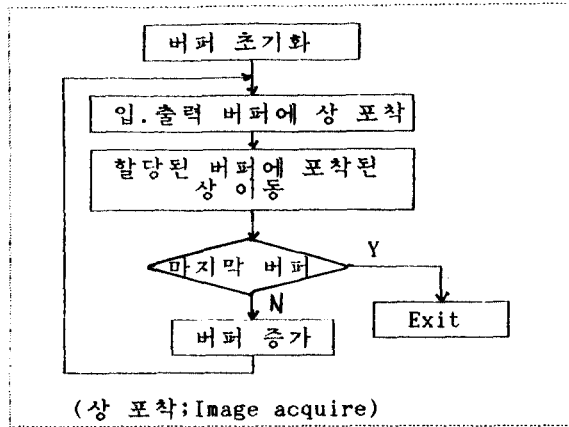 버퍼 초기화
입.출력 버퍼에 상 포착
할당된 버퍼에 포착된
상 이동
마지막 버퍼
Y
N
Exit
버퍼 증가
(상 포착;Image acquire)